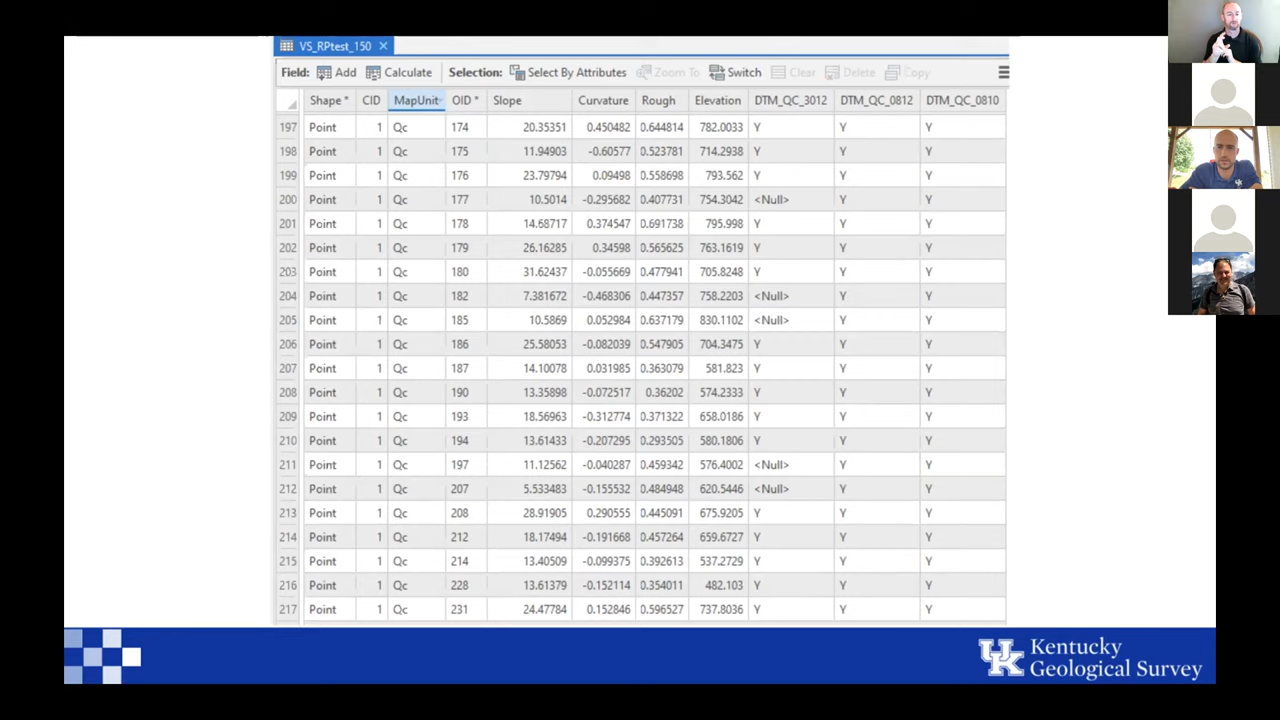 VS_RPtest_150
Field: Add Calculate Selection: Select By Attributes Zoom To Switch Clear Delete Copy
Shape * CID MapUnit OID * Slope Curvature Rough Elevation DTM_QC_3012 DTM_QC_0812 DTM_QC_0810
197 Point 1 Qc 174 20.35351 0.450482 0.644814 782.0033 Y Y Y
198 Point 1 Qc 175 11.94903 -0.60577 0.523781 714.2938 Y Y Y
199 Point 1 Qc 176 23.79794 0.09498 0.558698 793.562 Y Y Y
200 Point 1 Qc 177 10.5014 -0.295682 0.407731 754.3042 <Null> Y Y
201 Point 1 Qc 178 14.68717 0.374547 0.691738 795.998 Y Y Y
202 Point 1 Qc 179 26.16285 0.34598 0.565625 763.1619 Y Y Y
203 Point 1 Qc 180 31.62437 -0.055669 0.477941 705.8248 Y Y Y
204 Point 1 Qc 182 7.381672 -0.468306 0.447357 758.2203 <Null> Y Y
205 Point 1 Qc 185 10.5869 0.052984 0.637179 830.1102 <Null> Y Y
206 Point 1 Qc 186 25.58053 -0.082039 0.547905 704.3475 Y Y Y
207 Point 1 Qc 187 14.10078 0.031985 0.363079 581.823 Y Y Y
208 Point 1 Qc 190 13.35898 -0.072517 0.36202 574.2333 Y Y Y
209 Point 1 Qc 193 18.56963 -0.312774 0.371322 658.0186 Y Y Y
210 Point 1 Qc 194 13.61433 -0.207295 0.293505 580.1806 Y Y Y
211 Point 1 Qc 197 11.12562 -0.040287 0.459342 576.4002 <Null> Y Y
212 Point 1 Qc 207 5.533483 -0.155532 0.484948 620.5446 <Null> Y Y
213 Point 1 Qc 208 28.91905 0.290555 0.445091 675.9205 Y Y Y
214 Point 1 Qc 212 18.17494 -0.191668 0.457264 659.6727 Y Y Y
215 Point 1 Qc 214 13.40509 -0.099375 0.392613 537.2729 Y Y Y
216 Point 1 Qc 228 13.61379 -0.152114 0.354011 482.103 Y Y Y
217 Point 1 Qc 231 24.47784 0.152846 0.596527 737.8036 Y Y Y
UK Kentucky
Geological Survey